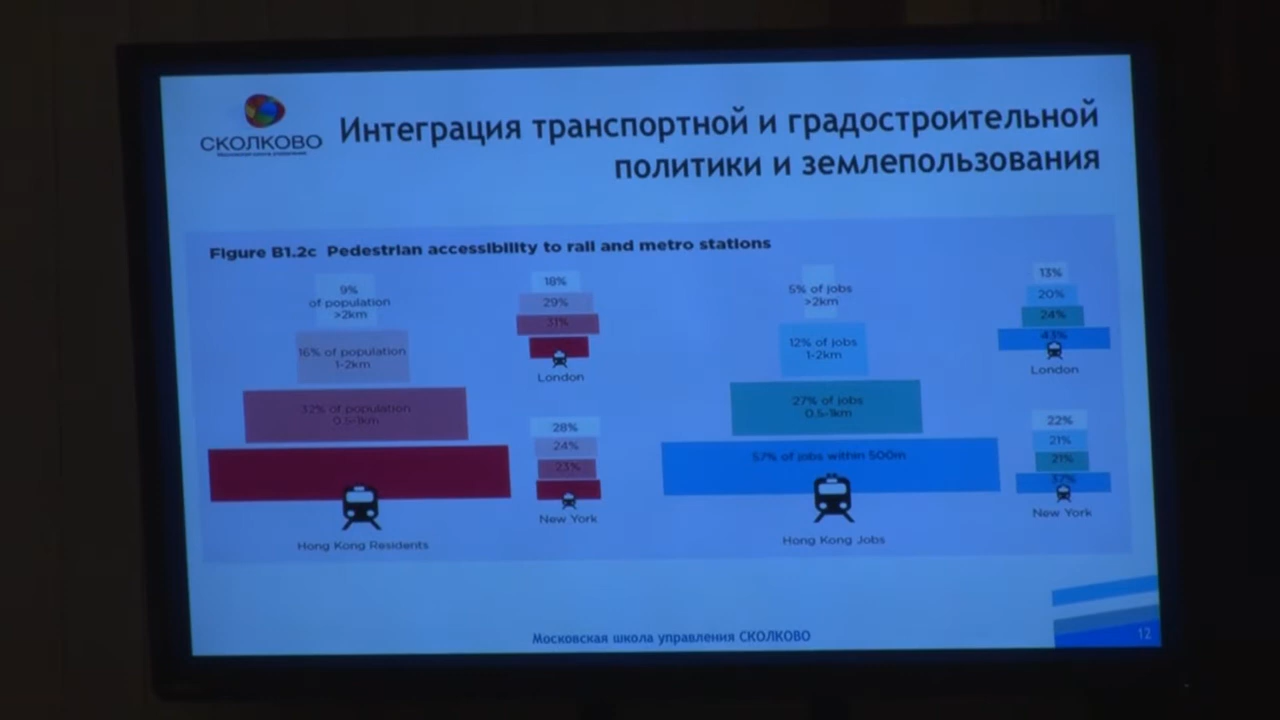 СКОЛКОВО
Московская школа управления
Интеграция транспортной и градостроительной
политики и землепользования
Figure B1.2c Pedestrian accessibility to rail and metro stations
9%
of population
>2km
16% of population
1-2km
32% of population
0.5-1km
Hong Kong Residents
18%
29%
31%
London
28%
24%
23%
New York
5% of jobs
>2km
12% of jobs
1-2km
27% of jobs
0.5-1km
57% of jobs within 500m
Hong Kong Jobs
13%
20%
24%
43%
London
22%
21%
21%
37%
New York
Московская школа управления СКОЛКОВО
12